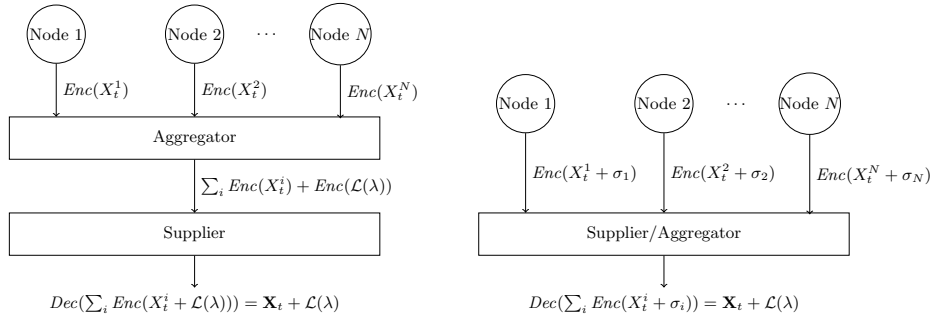 Node 1 Node 2 ··· Node N
Enc(X_t^1) Enc(X_t^2) Enc(X_t^N)
Aggregator
∑_i Enc(X_t^i) + Enc(ℒ(λ))
Supplier
Dec(∑_i Enc(X_t^i + ℒ(λ))) = 𝐗_t + ℒ(λ)
Node 1 Node 2 ··· Node N
Enc(X_t^1 + σ_1) Enc(X_t^2 + σ_2) Enc(X_t^N + σ_N)
Supplier/Aggregator
Dec(∑_i Enc(X_t^i + σ_i)) = 𝐗_t + ℒ(λ)